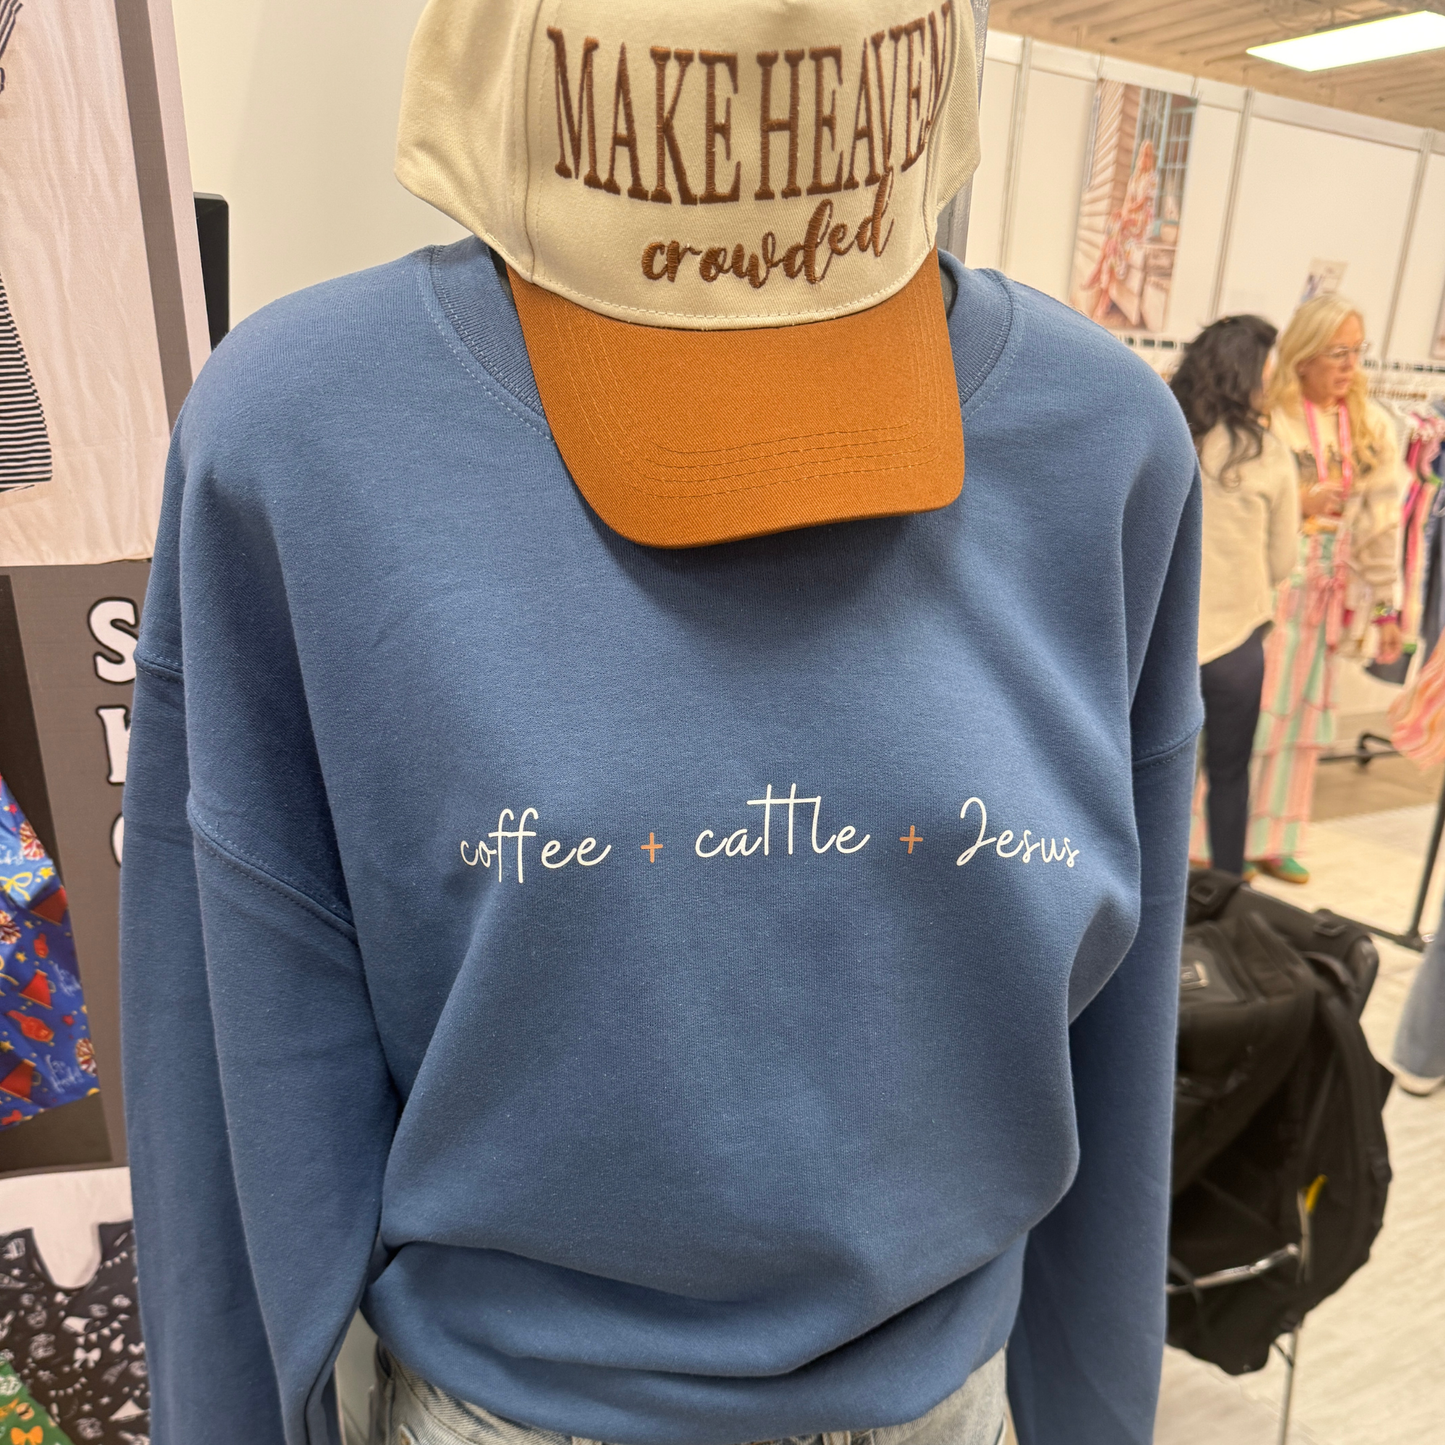 MAKE HEAVEN
crowded
coffee + cattle + Jesus